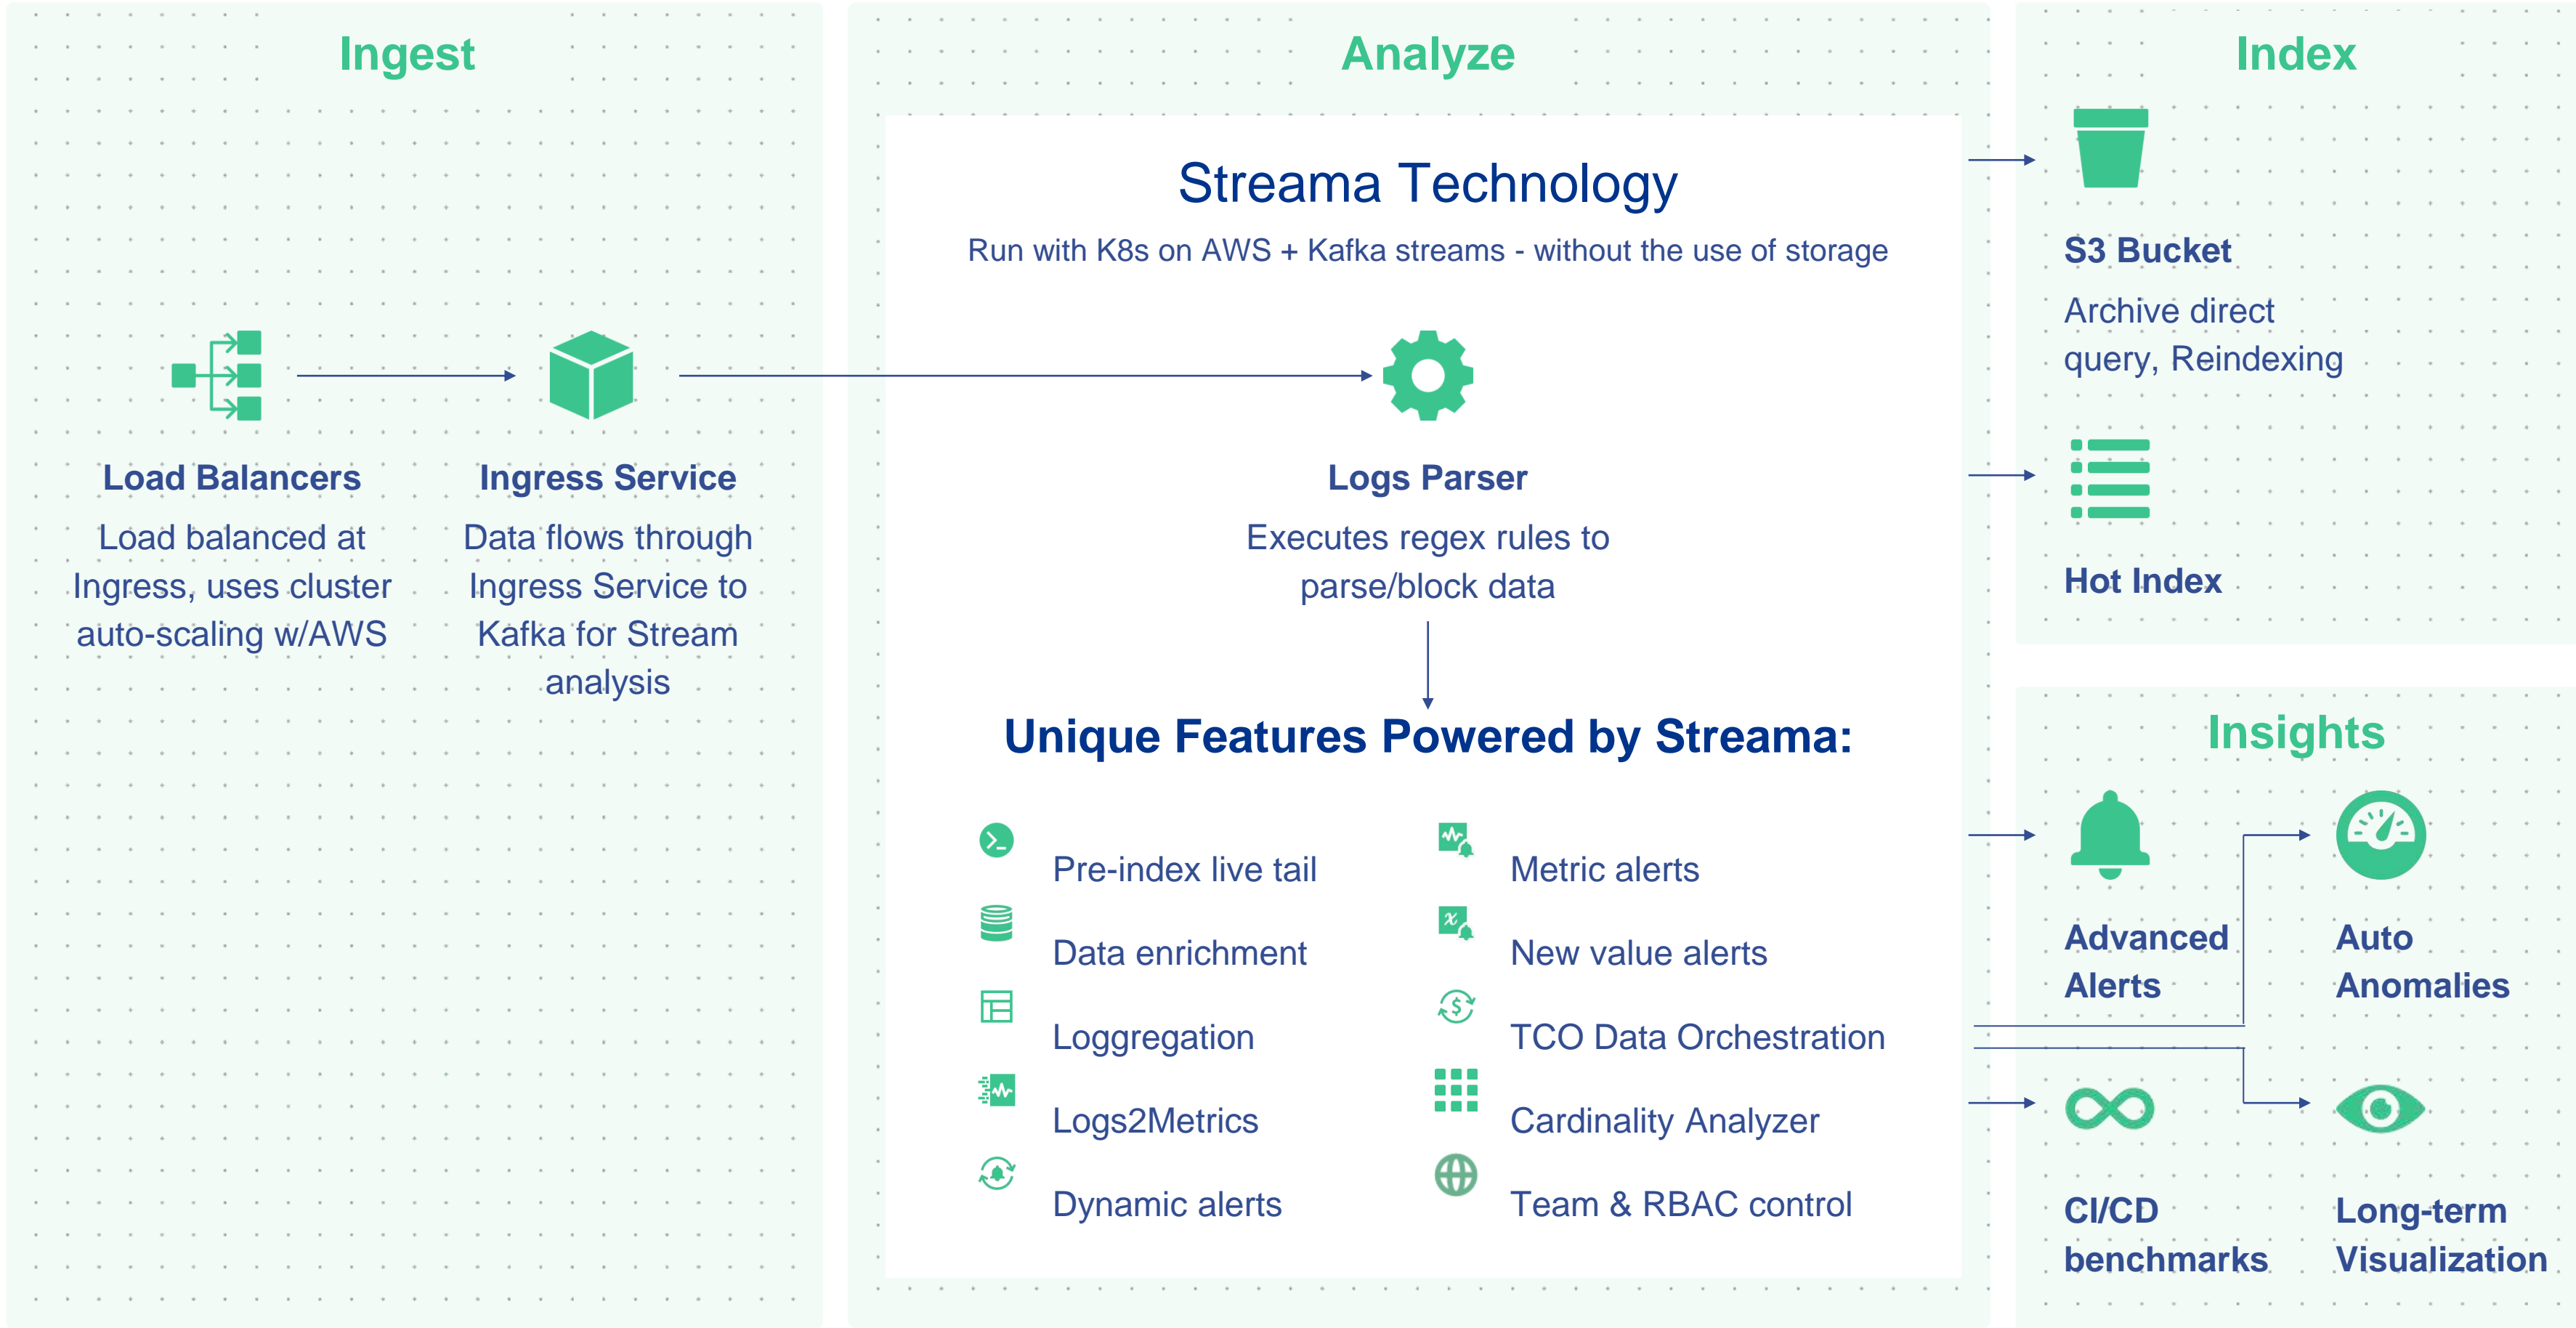 Ingest
Load Balancers
Load balanced at
Ingress, uses cluster
auto-scaling w/AWS
Ingress Service
Data flows through
Ingress Service to
Kafka for Stream
analysis
Analyze
Streama Technology
Run with K8s on AWS + Kafka streams - without the use of storage
Logs Parser
Executes regex rules to
parse/block data
Unique Features Powered by Streama:
Pre-index live tail
Data enrichment
Loggregation
Logs2Metrics
Dynamic alerts
Metric alerts
New value alerts
TCO Data Orchestration
Cardinality Analyzer
Team & RBAC control
Index
S3 Bucket
Archive direct
query, Reindexing
Hot Index
Insights
Advanced
Alerts
Auto
Anomalies
CI/CD
benchmarks
Long-term
Visualization